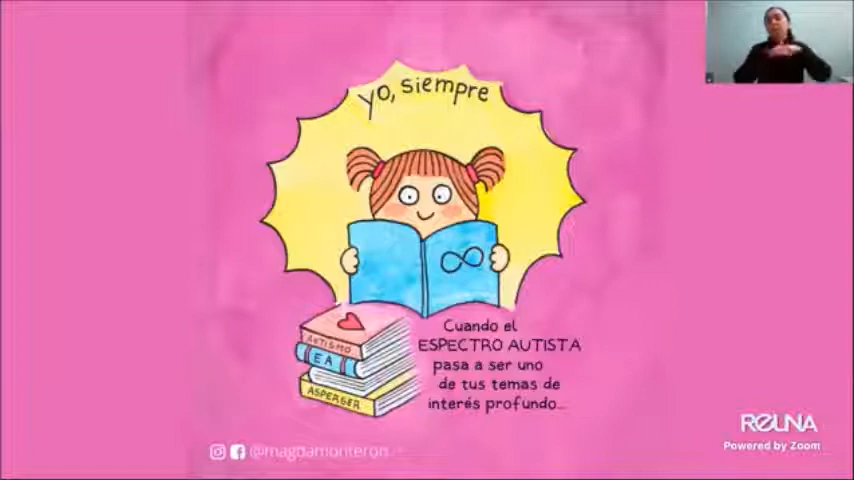 yo, siempre
AUTISMO
EA
ASPERGER
Cuando el
ESPECTRO AUTISTA
pasa a ser uno
de tus temas de
interés profundo...
@magdamonteron
REUNA
Powered by Zoom